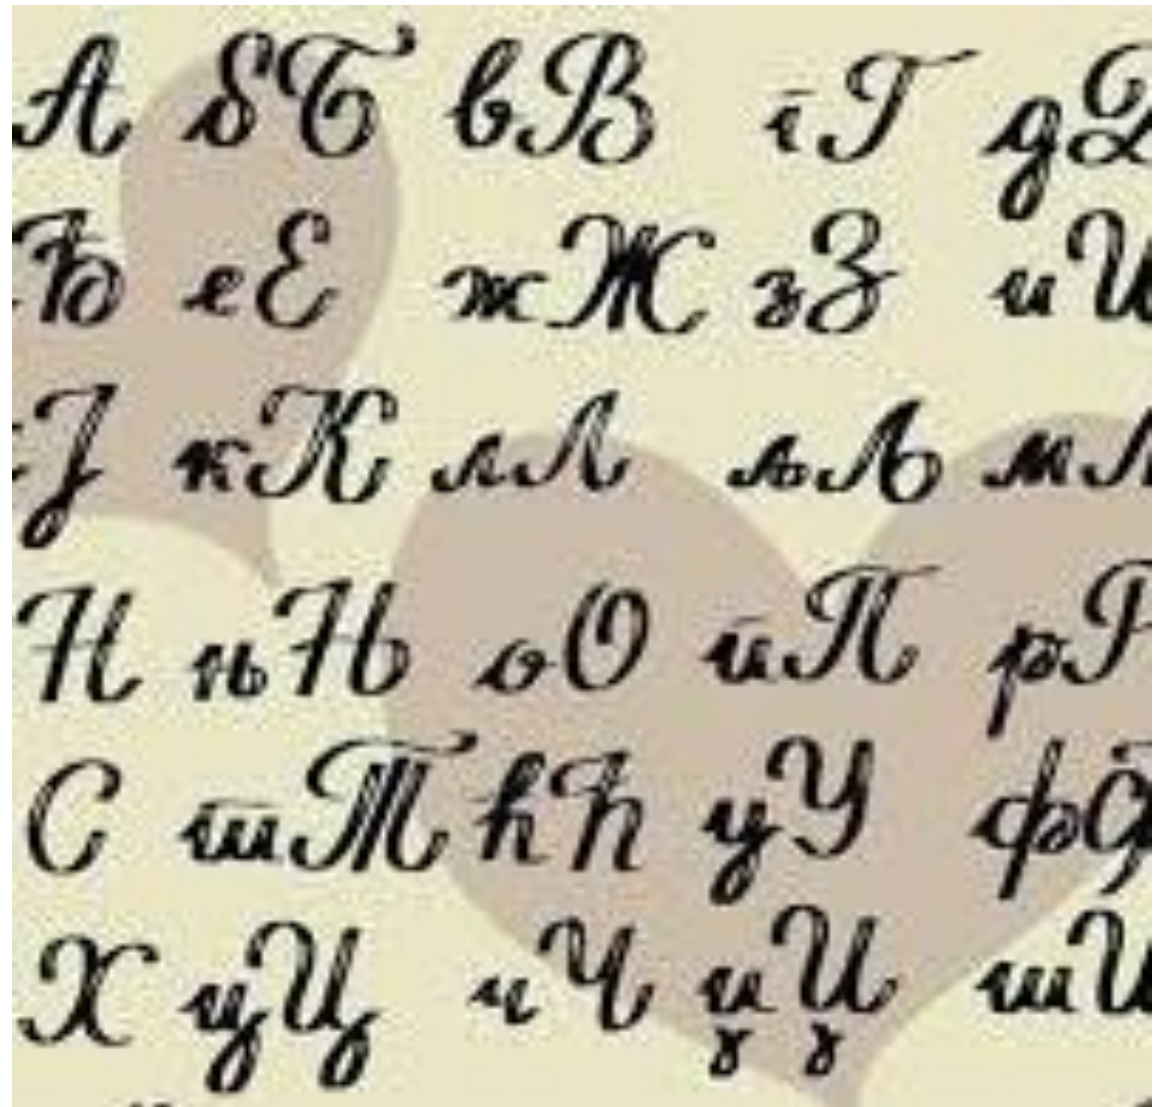 А бБ вВ гГ дД
Ђ еЕ жЖ зЗ иИ
Ј кК лЛ љЉ мМ
Н њЊ оО пП рР
С тТ ћЋ уУ фФ
Х цЦ чЧ џЏ шШ